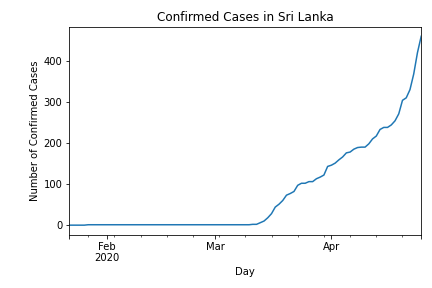 Confirmed Cases in Sri Lanka
Number of Confirmed Cases
400
300
200
100
0
Feb
2020
Mar
Apr
Day